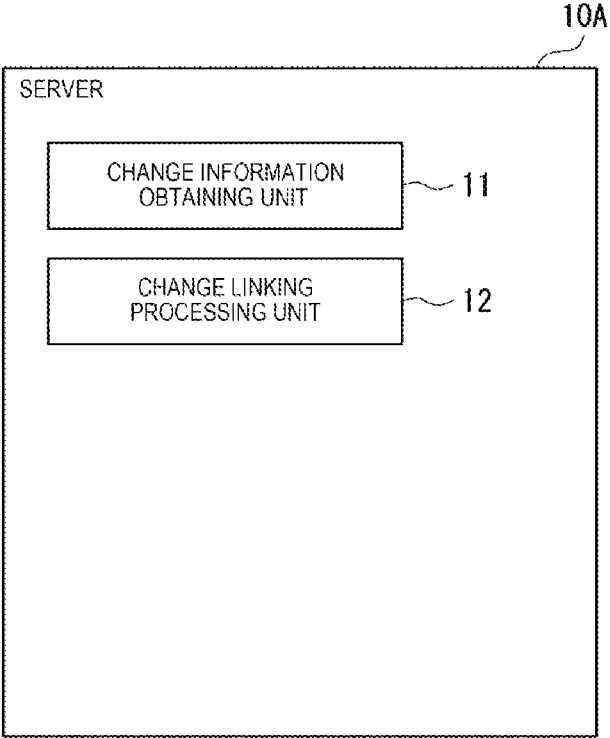 10A
SERVER
CHANGE INFORMATION
OBTAINING UNIT
11
CHANGE LINKING
PROCESSING UNIT
12